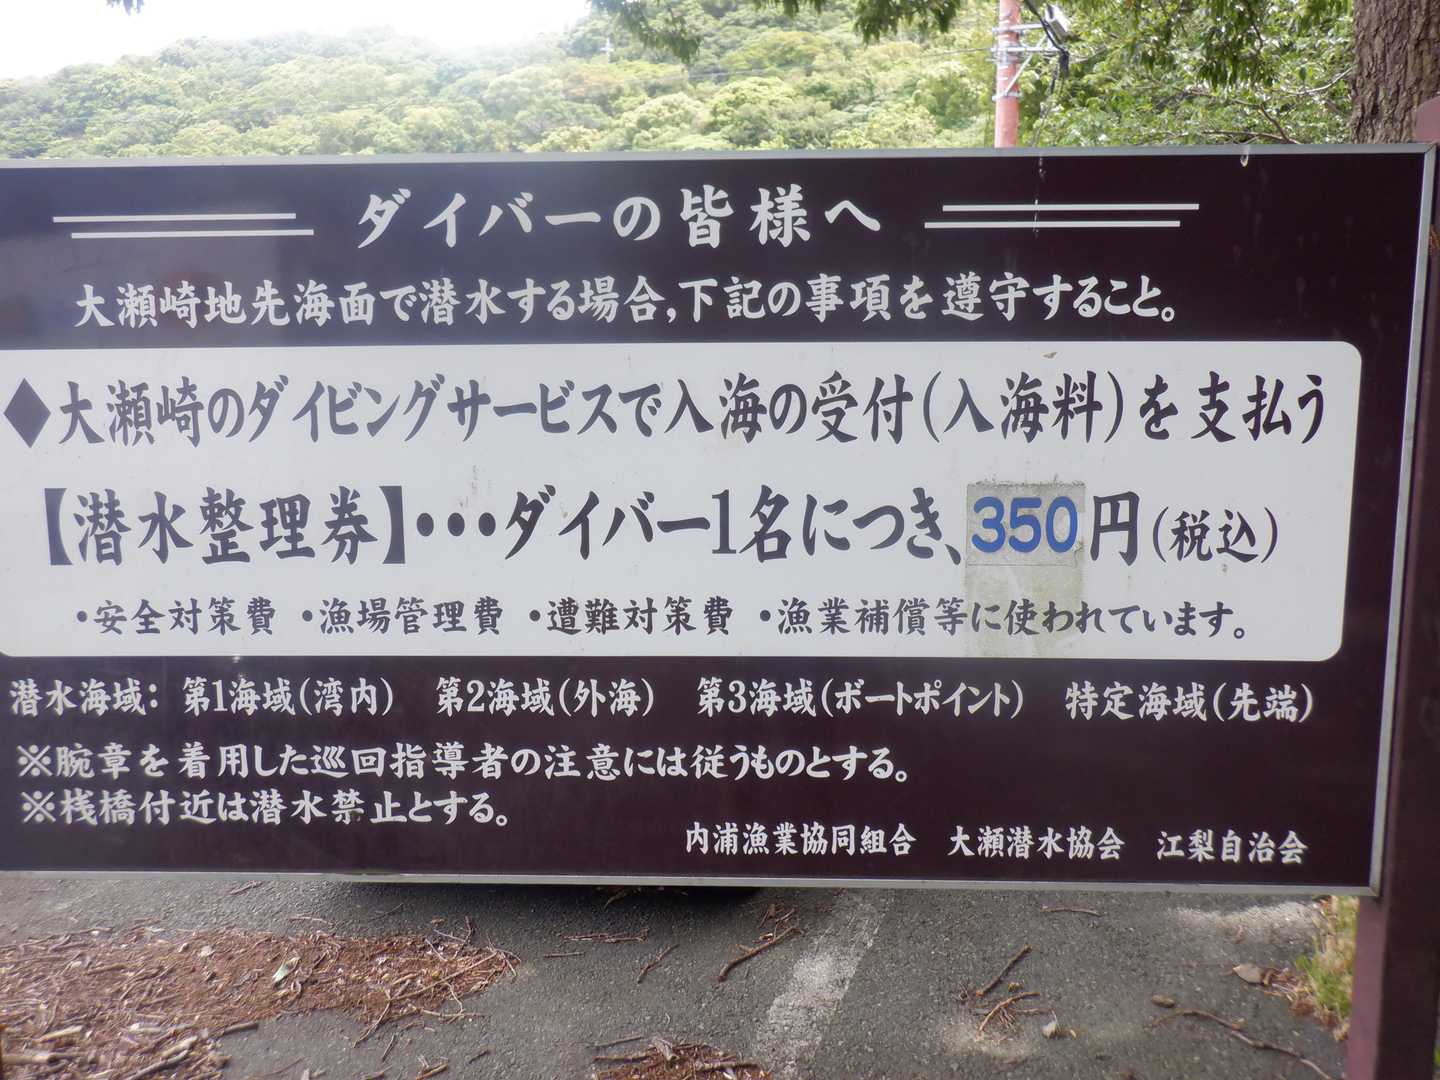 ダイバーの皆様へ
大瀬崎地先海面で潜水する場合,下記の事項を遵守すること。
◆大瀬崎のダイビングサービスで入海の受付(入海料)を支払う
【潜水整理券】・・・ダイバー1名につき、350円(税込)
・安全対策費 ・漁場管理費 ・遭難対策費 ・漁業補償等に使われています。
潜水海域: 第1海域(湾内) 第2海域(外海) 第3海域(ボートポイント) 特定海域(先端)
※腕章を着用した巡回指導者の注意には従うものとする。
※桟橋付近は潜水禁止とする。
内浦漁業協同組合 大瀬潜水協会 江梨自治会